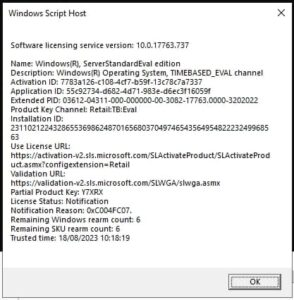 Windows Script Host
Software licensing service version: 10.0.17763.737
Name: Windows(R), ServerStandardEval edition
Description: Windows(R) Operating System, TIMEBASED_EVAL channel
Activation ID: 7783a126-c108-4cf7-b59f-13c78c7a7337
Application ID: 55c92734-d682-4d71-983e-d6ec3f16059f
Extended PID: 03612-04311-000-000000-00-3082-17763.0000-3202022
Product Key Channel: Retail:TB:Eval
Installation ID:
231102122432865536986248701656803704974654356495482223249968 5
63
Use License URL:
https://activation-v2.sls.microsoft.com/SLActivateProduct/SLActivateProd
uct.asmx?configextension=Retail
Validation URL:
https://validation-v2.sls.microsoft.com/SLWGA/slwga.asmx
Partial Product Key: Y7XRX
License Status: Notification
Notification Reason: 0xC004FC07.
Remaining Windows rearm count: 6
Remaining SKU rearm count: 6
Trusted time: 18/08/2023 10:18:19
OK